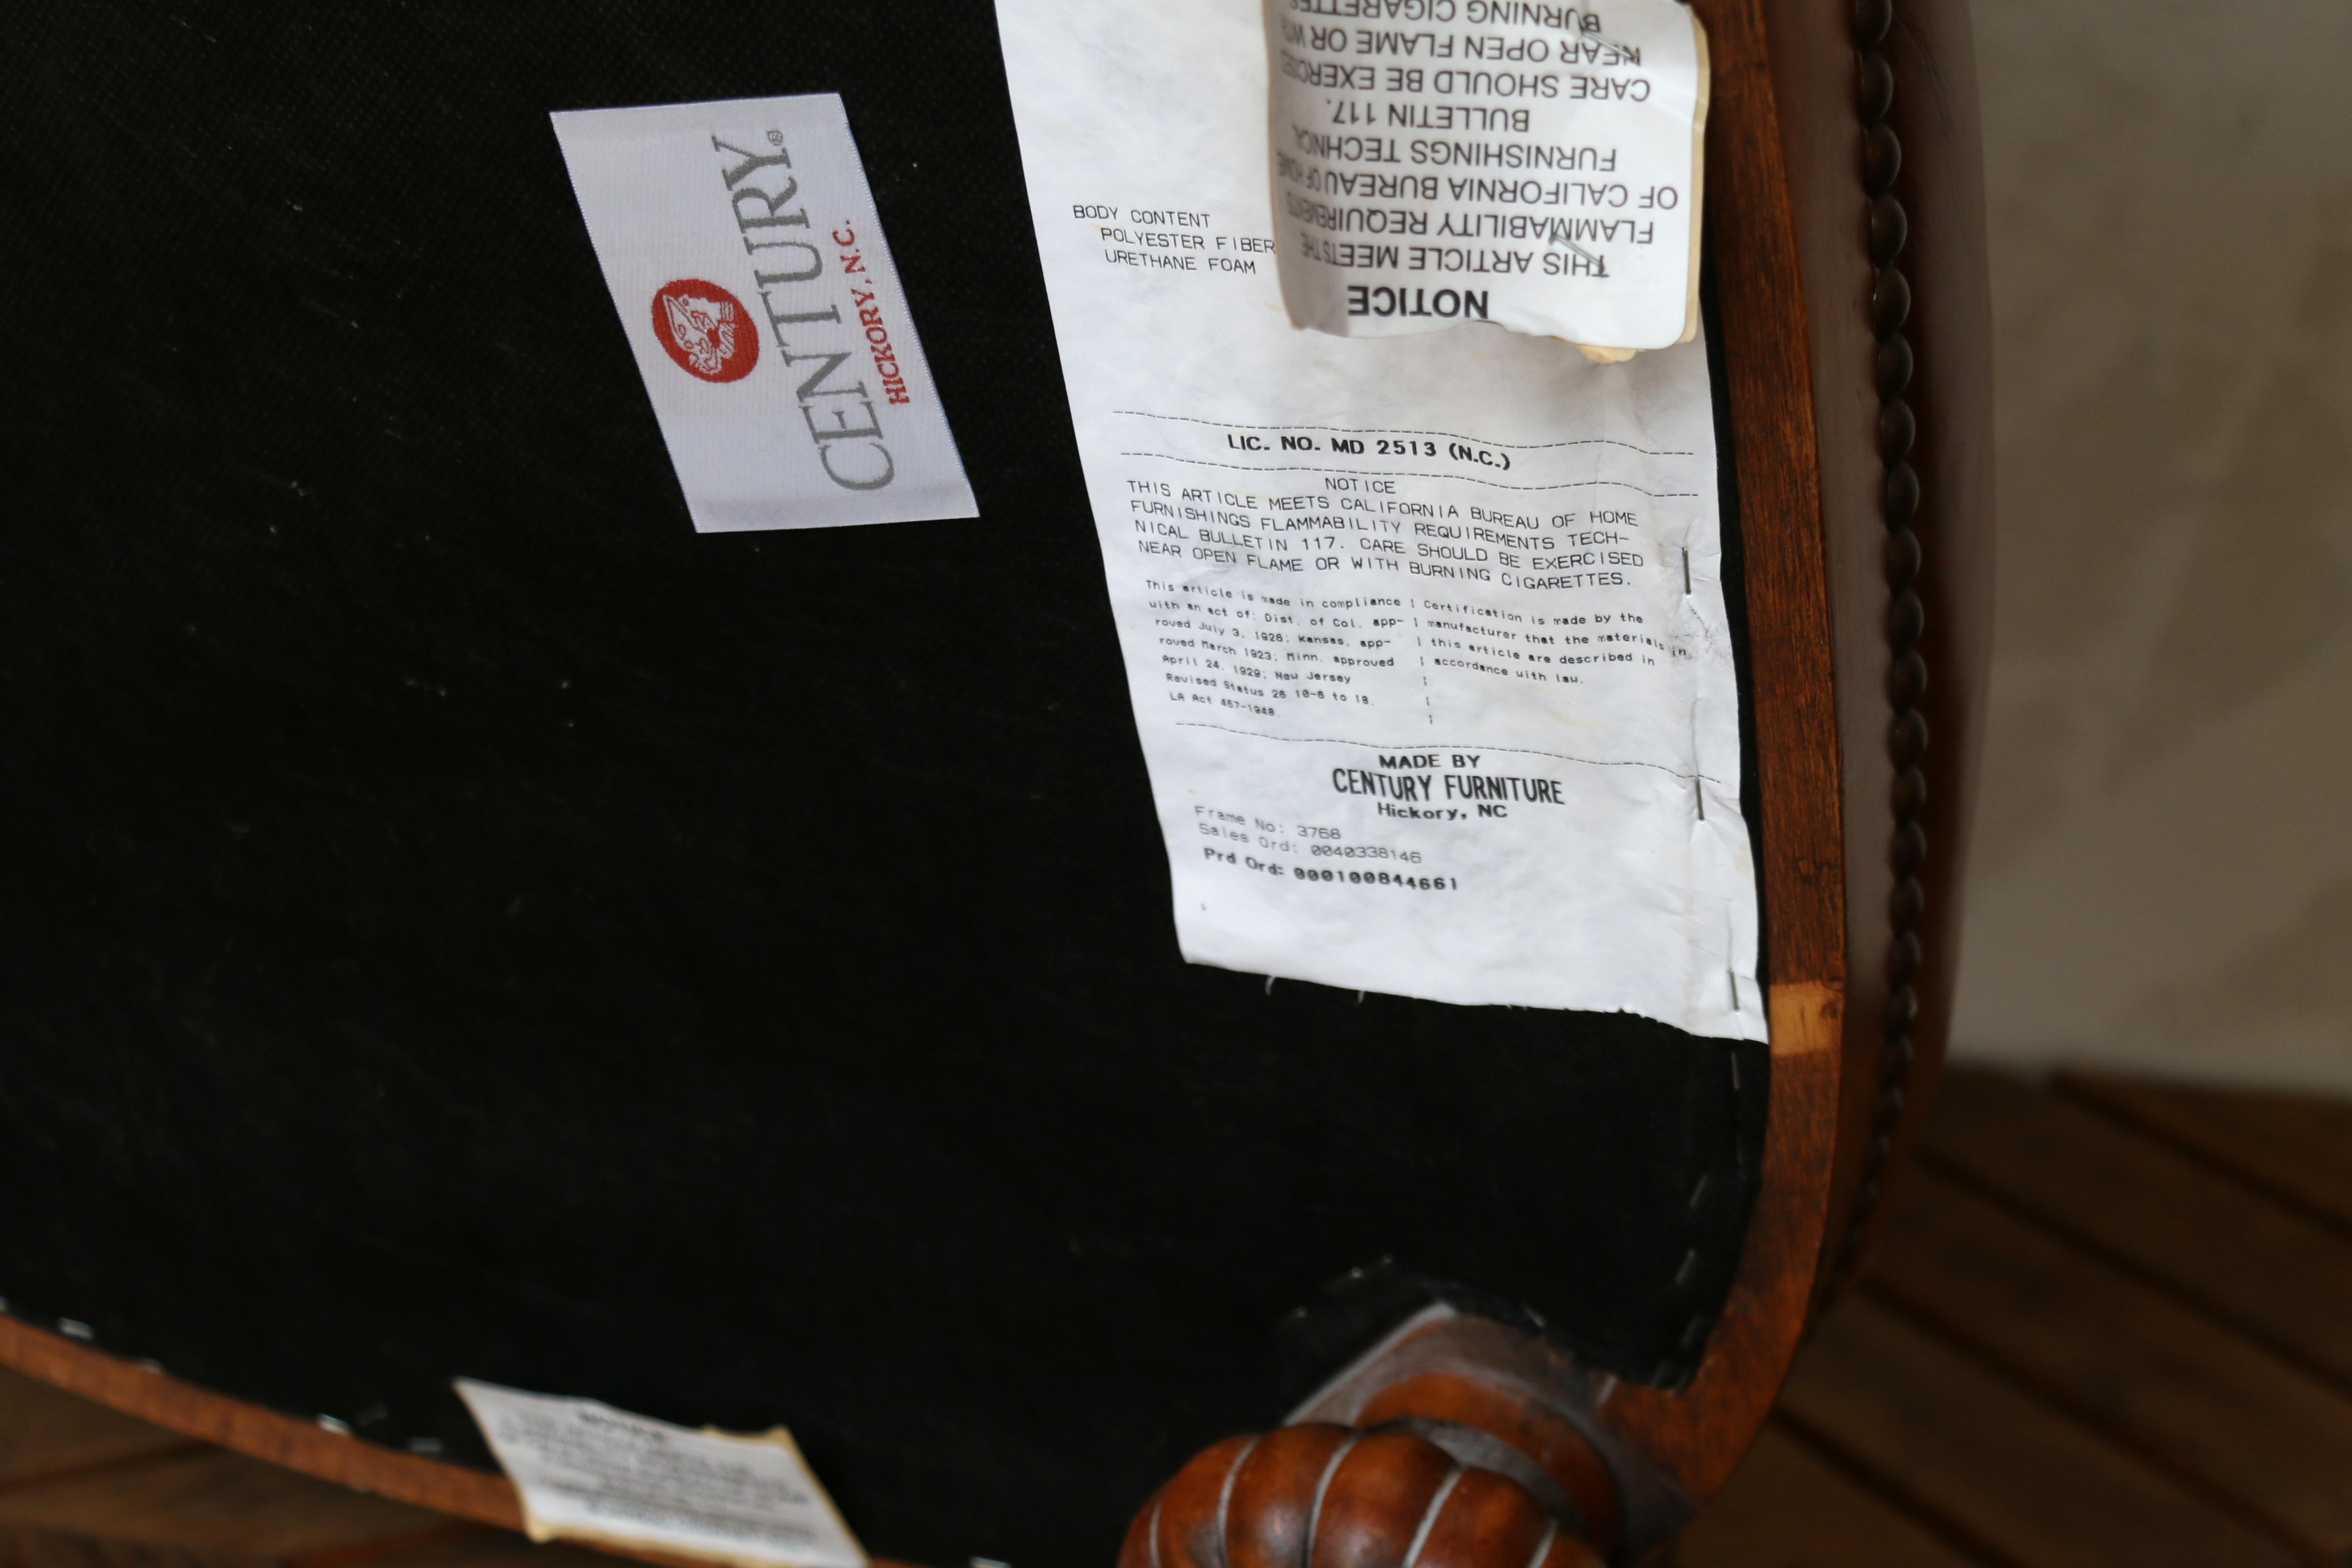 CENTURY®
HICKORY, N.C.
BODY CONTENT
POLYESTER FIBER
URETHANE FOAM
NOTICE
THIS ARTICLE MEETS THE
FLAMMABILITY REQUIREMENTS
OF CALIFORNIA BUREAU OF HOME
FURNISHINGS TECHNICA
BULLETIN 117.
CARE SHOULD BE EXERCISE
NEAR OPEN FLAME OR WI
BURNING CIGARETTES
LIC. NO. MD 2513 (N.C.)
NOTICE
THIS ARTICLE MEETS CALIFORNIA BUREAU OF HOME
FURNISHINGS FLAMMABILITY REQUIREMENTS TECH-
NICAL BULLETIN 117. CARE SHOULD BE EXERCISED
NEAR OPEN FLAME OR WITH BURNING CIGARETTES.
This article is made in compliance
with an act of: Dist. of Col. app-
roved July 3, 1926; Kansas, app-
roved March 1923; Minn. approved
April 24, 1929; New Jersey
Revised Status 26 10-6 to 18.
LA Act 467-1948.
Certification is made by the
manufacturer that the materials in
this article are described in
accordance with law.
MADE BY
CENTURY FURNITURE
Hickory, NC
Frame No: 3768
Sales Ord: 0040338146
Prd Ord: 000100844661